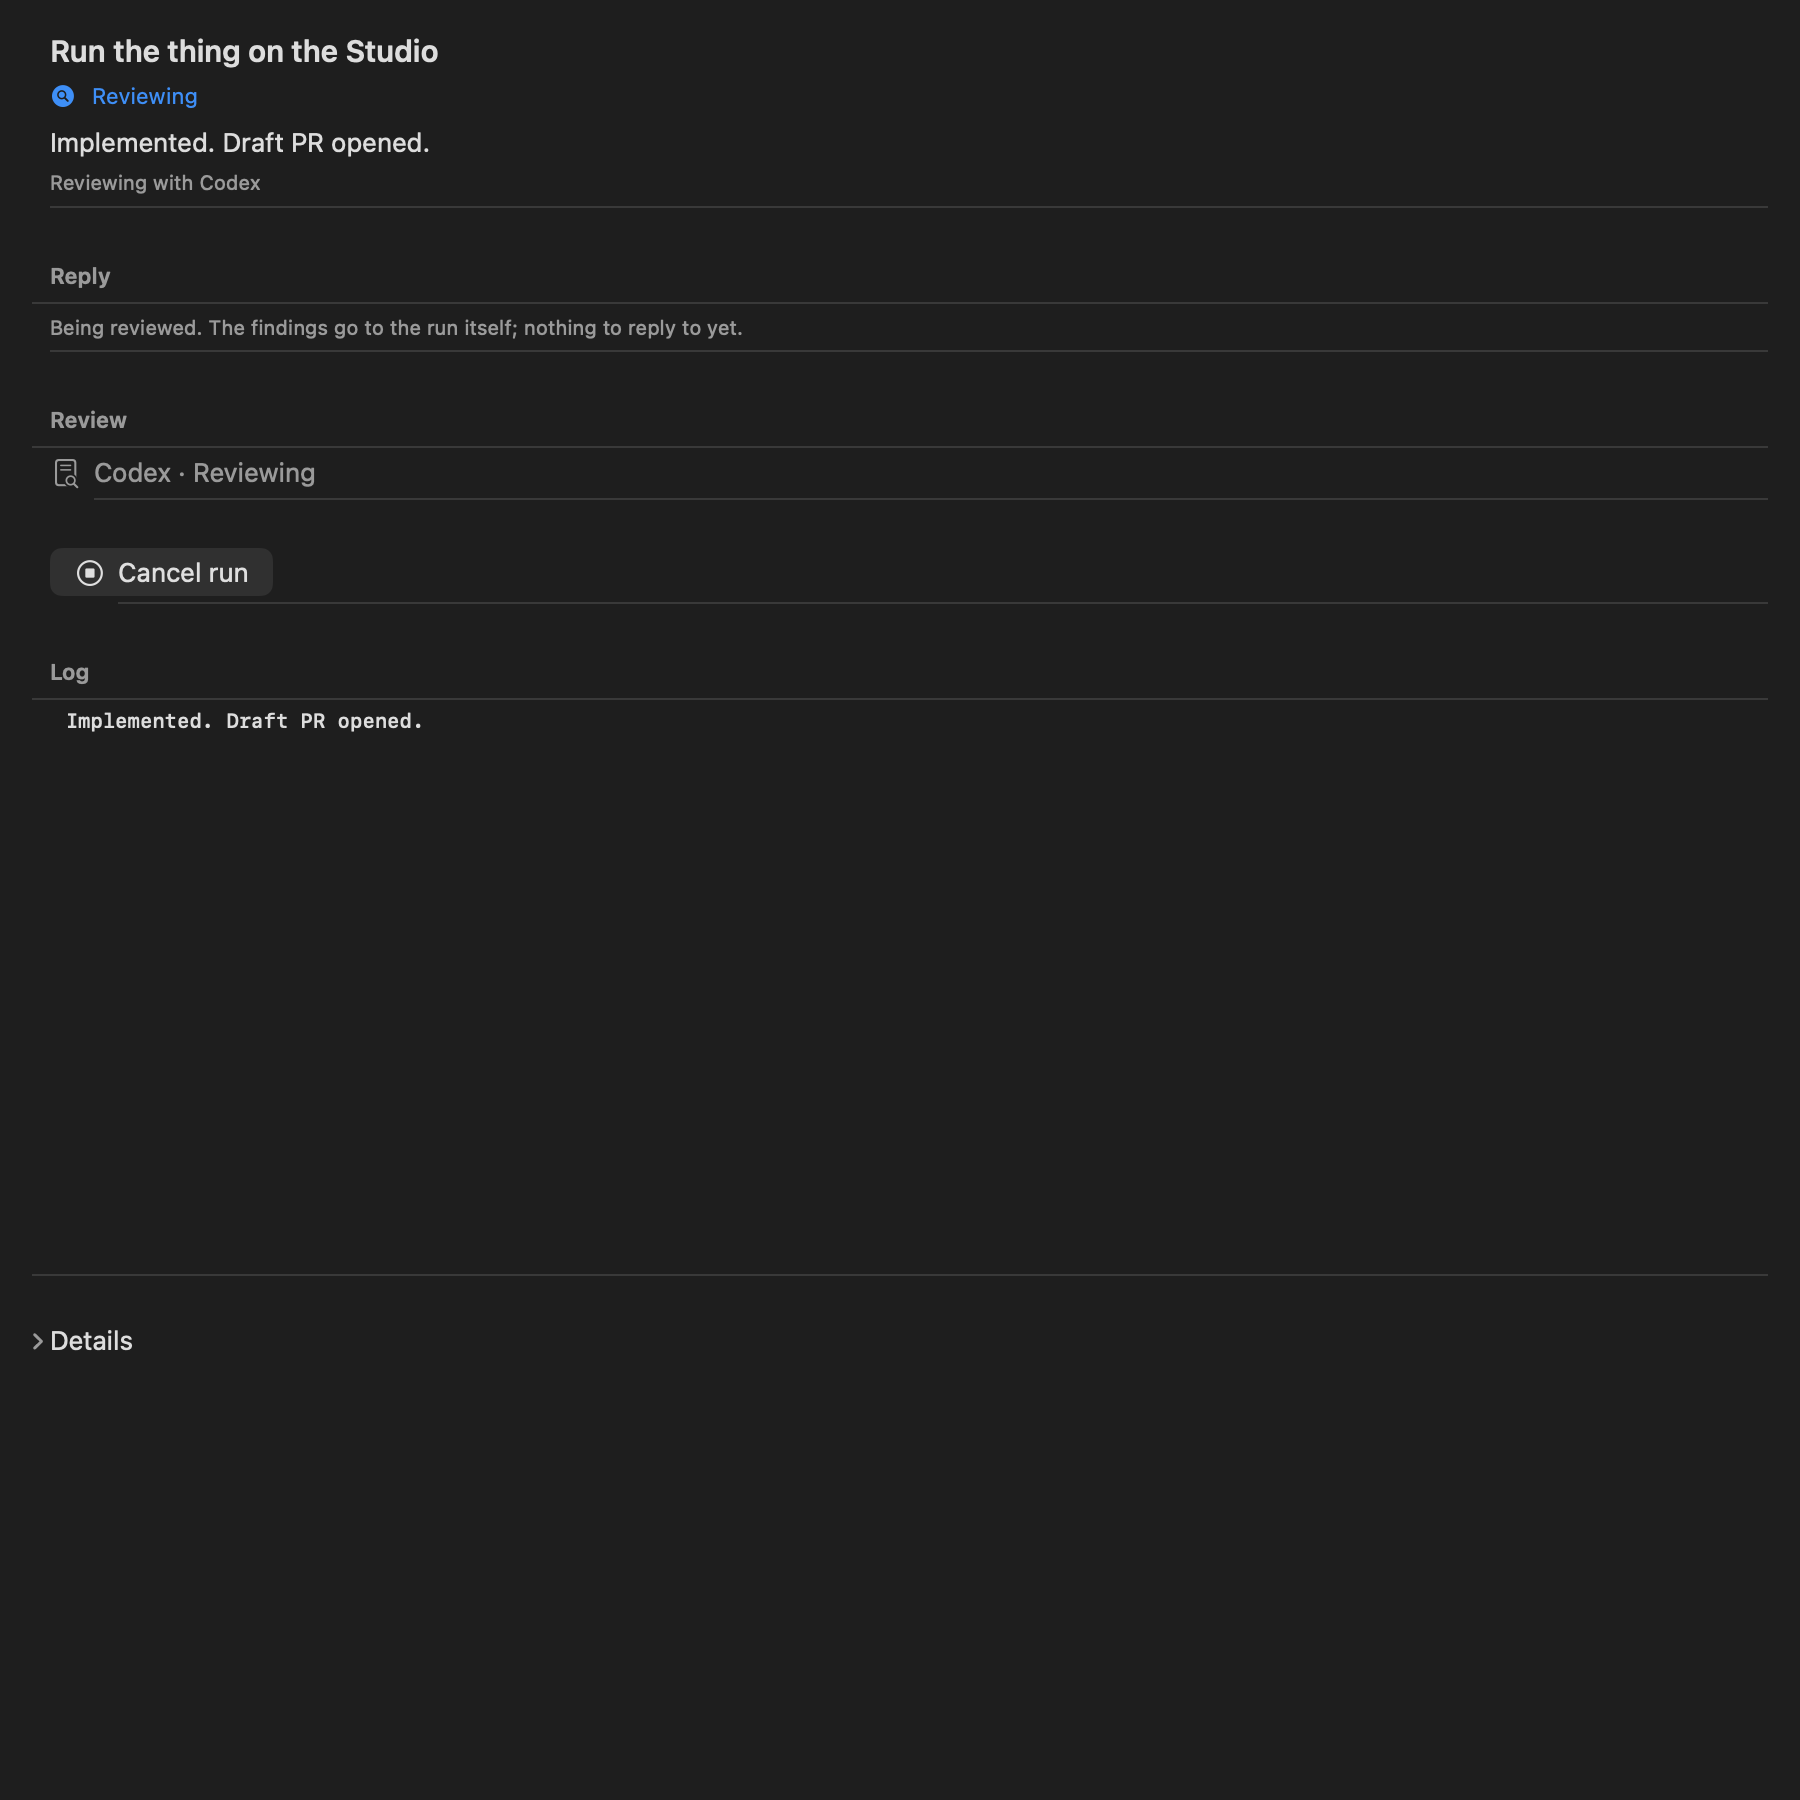 Run the thing on the Studio
Reviewing
Implemented. Draft PR opened.
Reviewing with Codex
Reply
Being reviewed. The findings go to the run itself; nothing to reply to yet.
Review
Codex · Reviewing
Cancel run
Log
Implemented. Draft PR opened.
Details